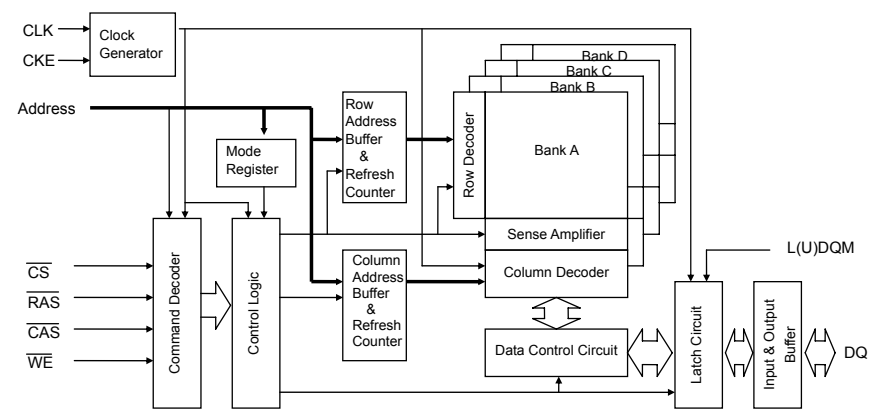 CLK
CKE
Clock
Generator
Bank D
Bank C
Bank B
Bank A
Address
Row
Address
Buffer
&
Refresh
Counter
Row Decoder
Mode
Register
Sense Amplifier
Column Decoder
L(U)DQM
CS
RAS
CAS
WE
Command Decoder
Control Logic
Column
Address
Buffer
&
Refresh
Counter
Data Control Circuit
Latch Circuit
Input & Output
Buffer
DQ